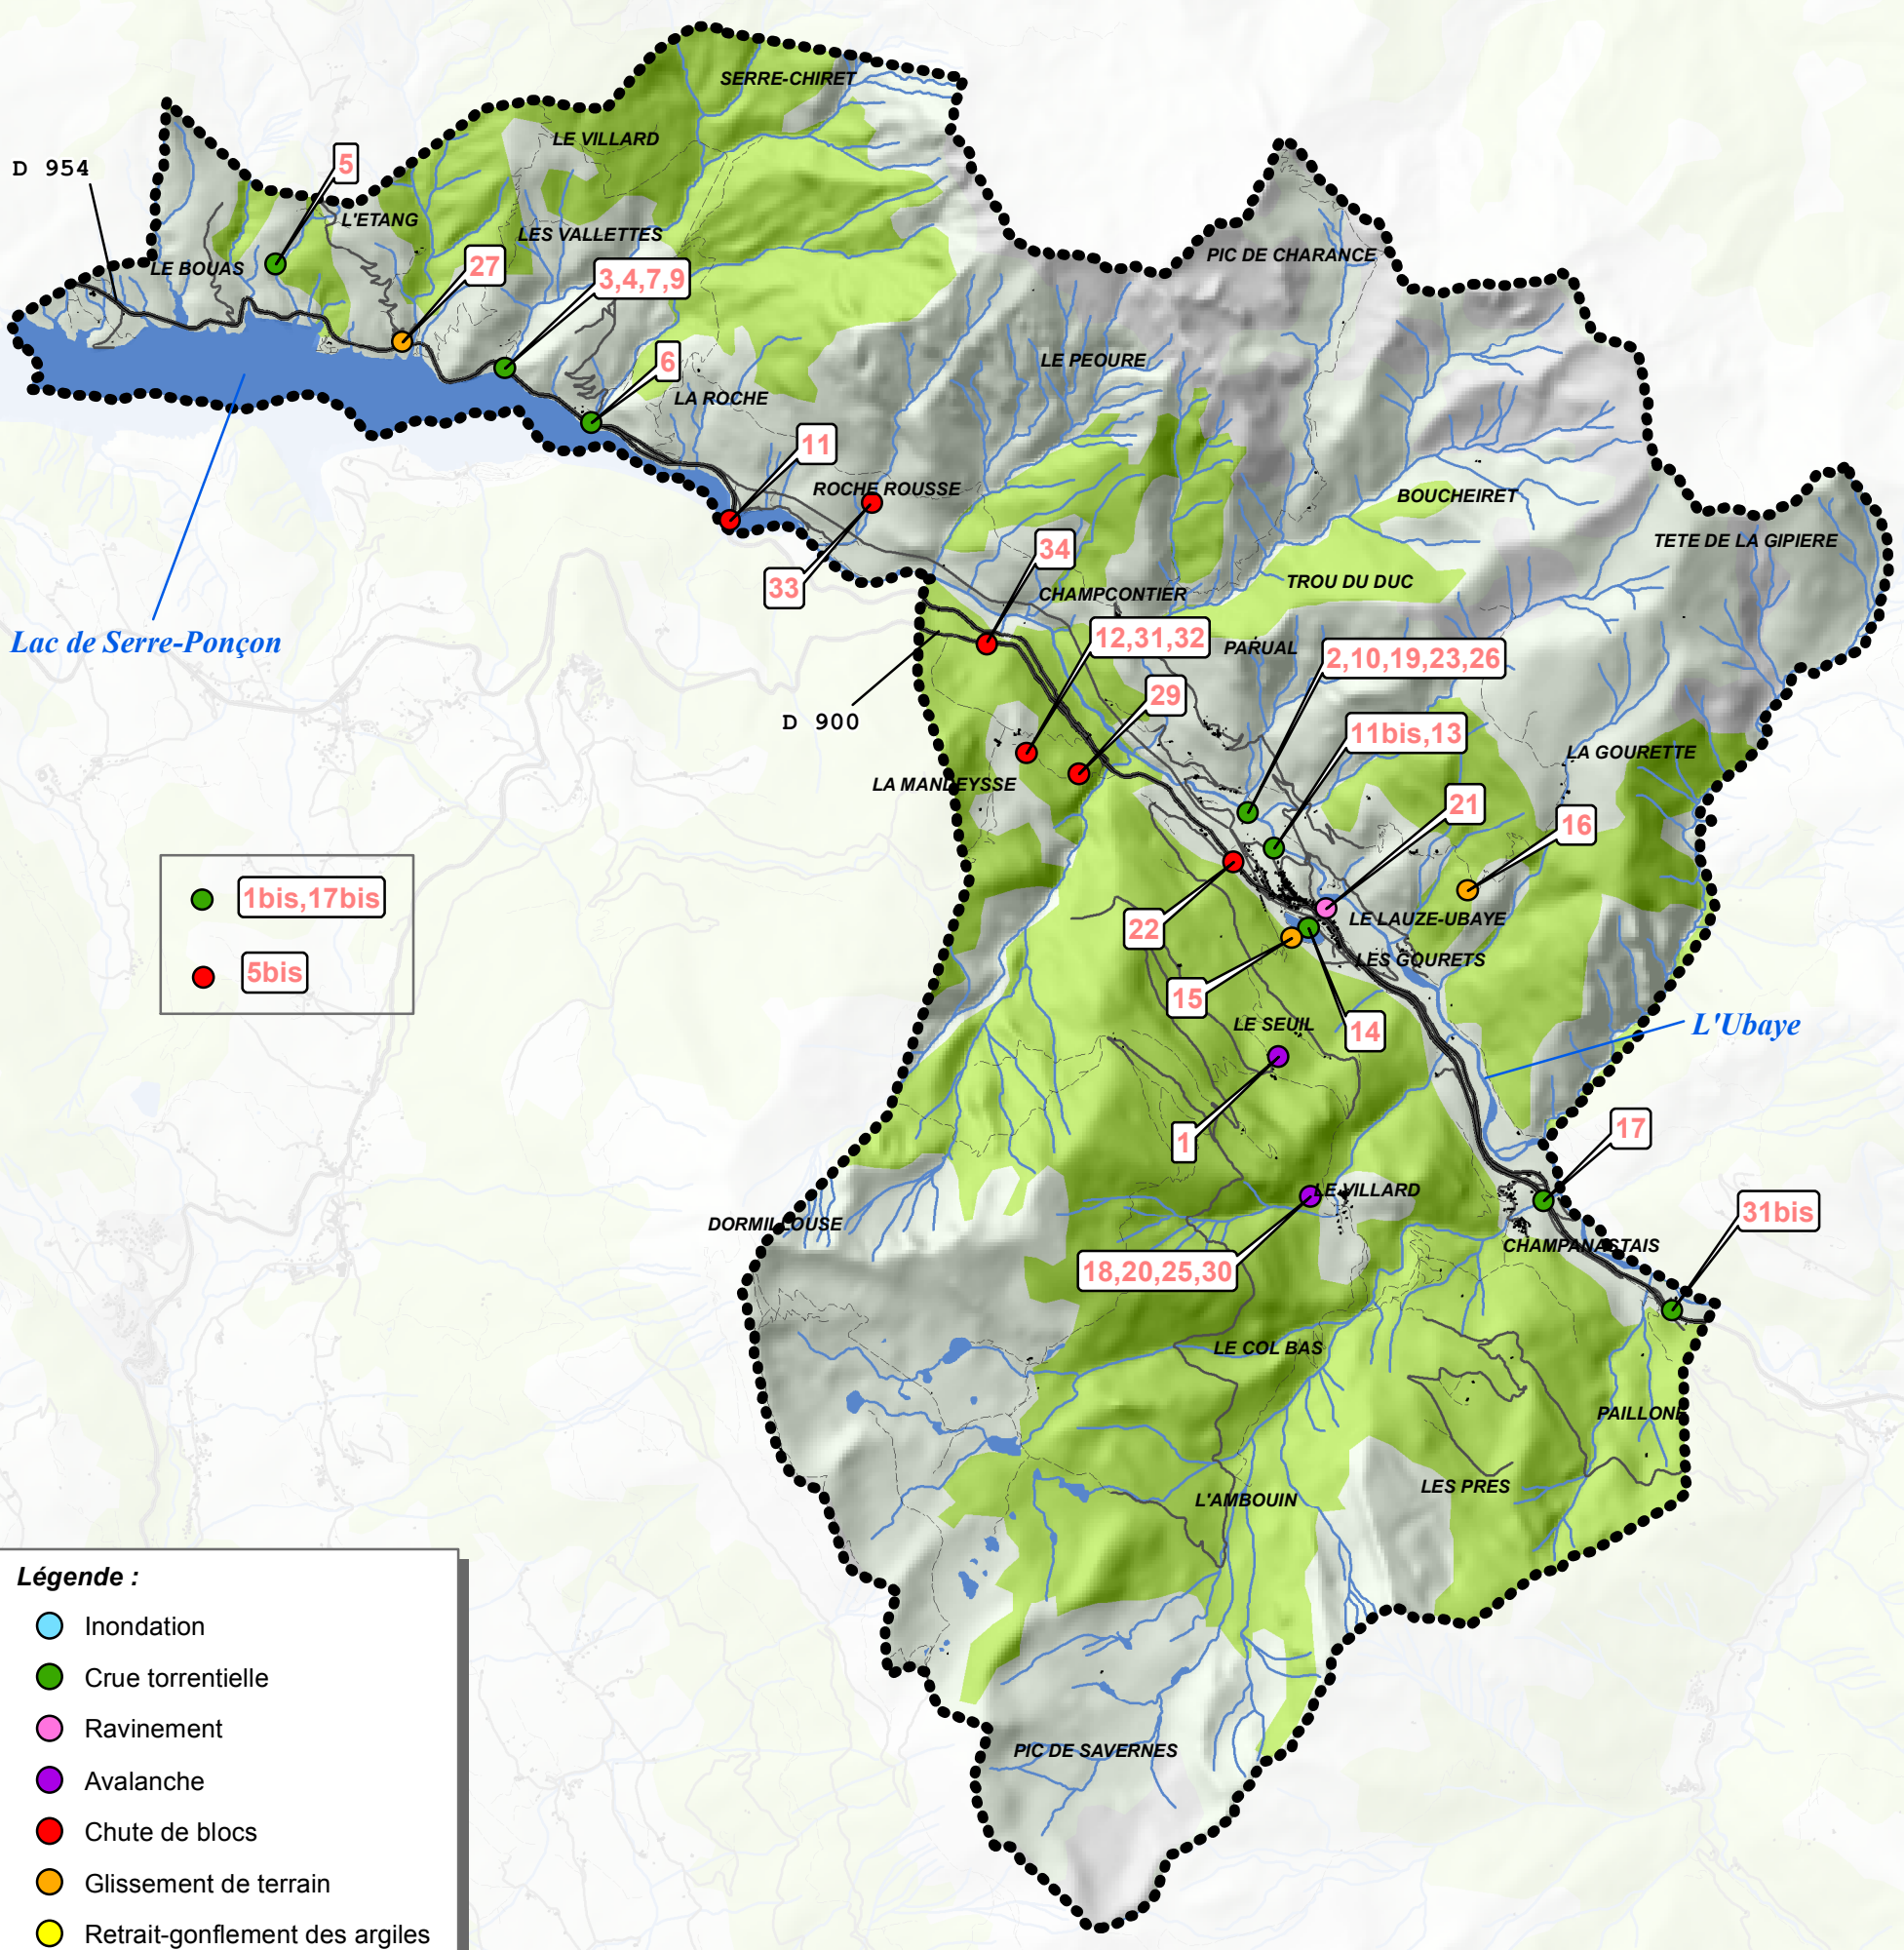 SERRE-CHIRET
LE VILLARD
D 954
5
L'ETANG
LES VALLETTES
PIC DE CHARANCE
LE BOUAS
27
3,4,7,9
6
LE PEOURE
LA ROCHE
11
ROCHE ROUSSE
BOUCHEIRET
TETE DE LA GIPIERE
34
33
TROU DU DUC
CHAMPCONTIER
Lac de Serre-Ponçon
12,31,32
PARUAL
2,10,19,23,26
29
D 900
11bis,13
LA GOURETTE
LA MANDEYSSE
21
16
1bis,17bis
22
LE LAUZE-UBAYE
LES GOURETS
5bis
15
LE SEUIL
14
L'Ubaye
1
17
LE VILLARD
31bis
DORMILLOUSE
CHAMPANASTAIS
18,20,25,30
LE COL BAS
PAILLONE
LES PRES
L'AMBOUIN
PIC DE SAVERNES
Légende :
Inondation
Crue torrentielle
Ravinement
Avalanche
Chute de blocs
Glissement de terrain
Retrait-gonflement des argiles